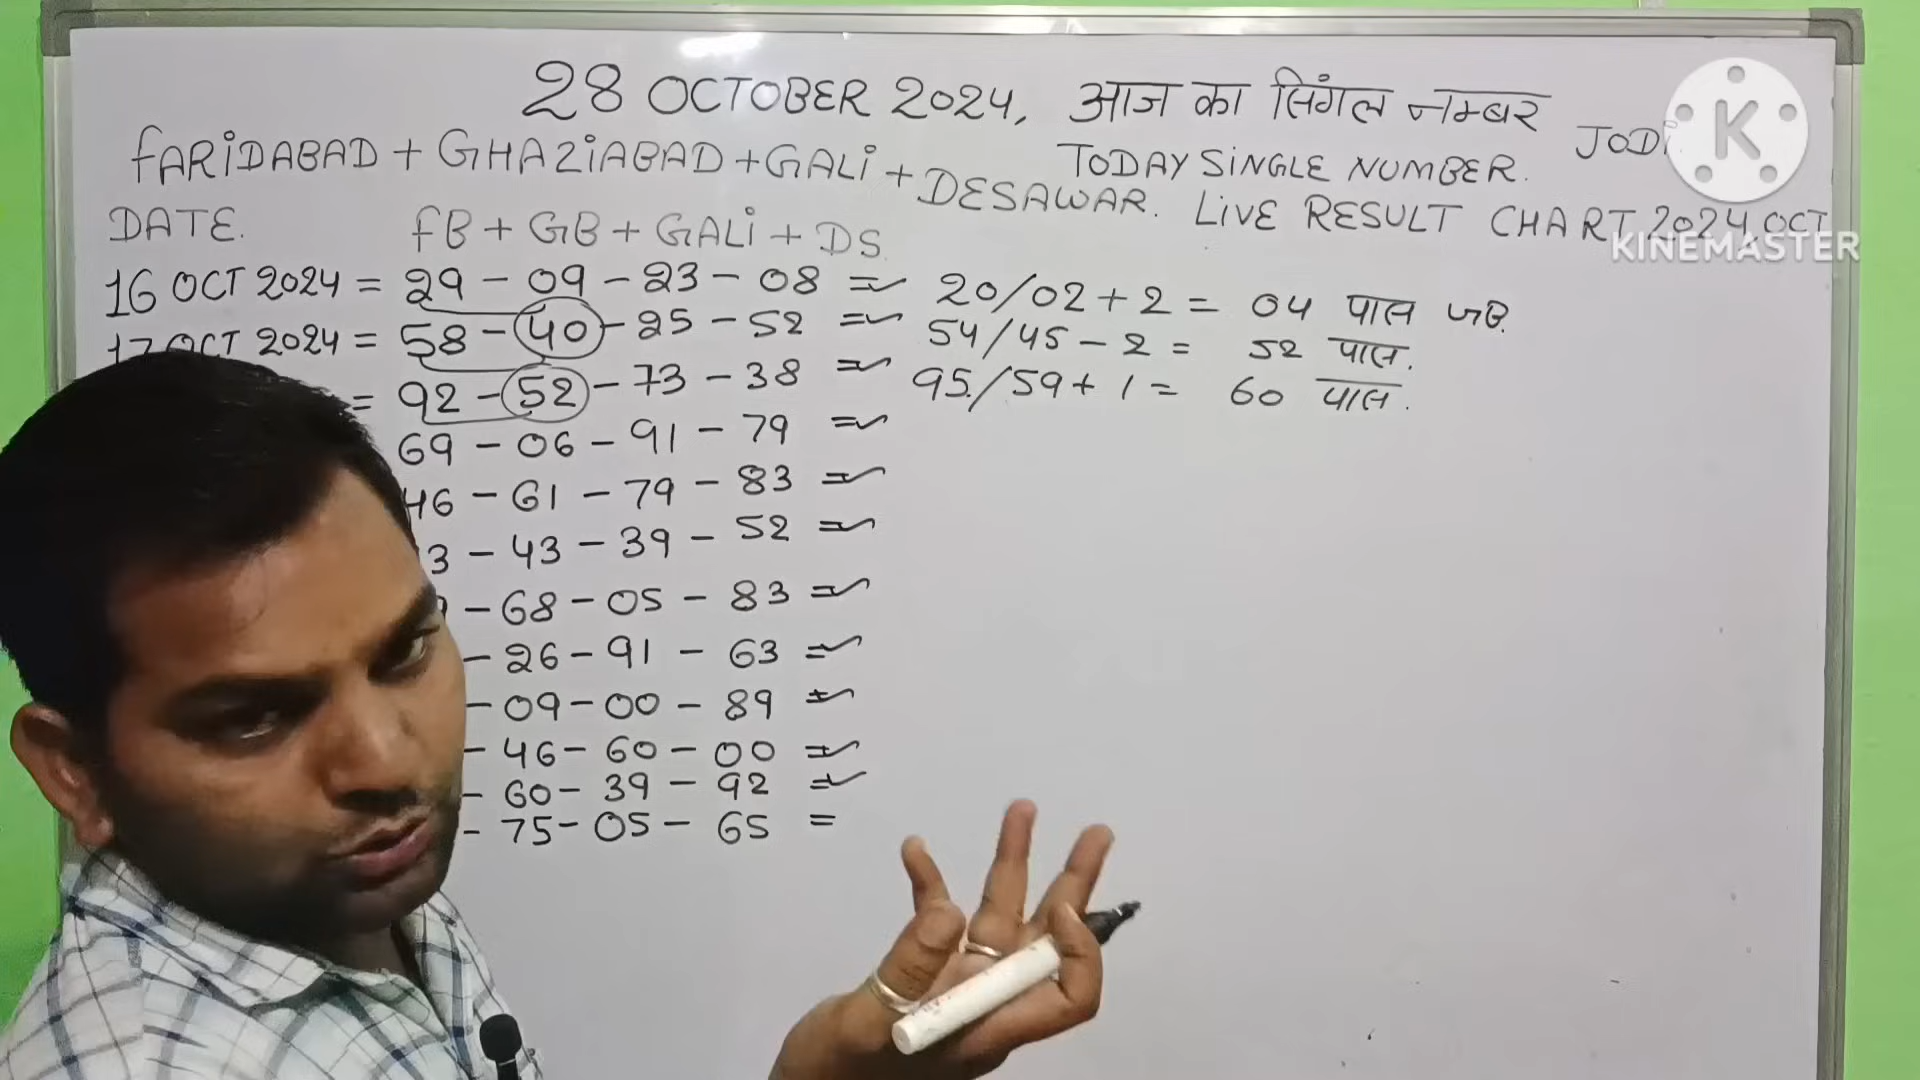 28 OCTOBER 2024, आज का सिंगल नम्बर
FARiDABAD + GHAZiABAD + GALi + DESAWAR.
TODAY SiNGLE NUMBER. JODi
LiVE RESULT CHART 2024, OCT
K
KINEMASTER
DATE. FB + GB + GALi + DS
16 OCT 2024 = 29 - 09 - 23 - 08 = 20/02 + 2 = 04 पास
17 OCT 2024 = 58 - 40 - 25 - 52 = 54/45 - 2 = 52 पास.
= 92 - 52 - 73 - 38 = 95/59 + 1 = 60 पास.
69 - 06 - 91 - 79 =
46 - 61 - 79 - 83 =
3 - 43 - 39 - 52 =
- 68 - 05 - 83 =
- 26 - 91 - 63 =
- 09 - 00 - 89 =
- 46 - 60 - 00 =
- 60 - 39 - 92 =
- 75 - 05 - 65 =